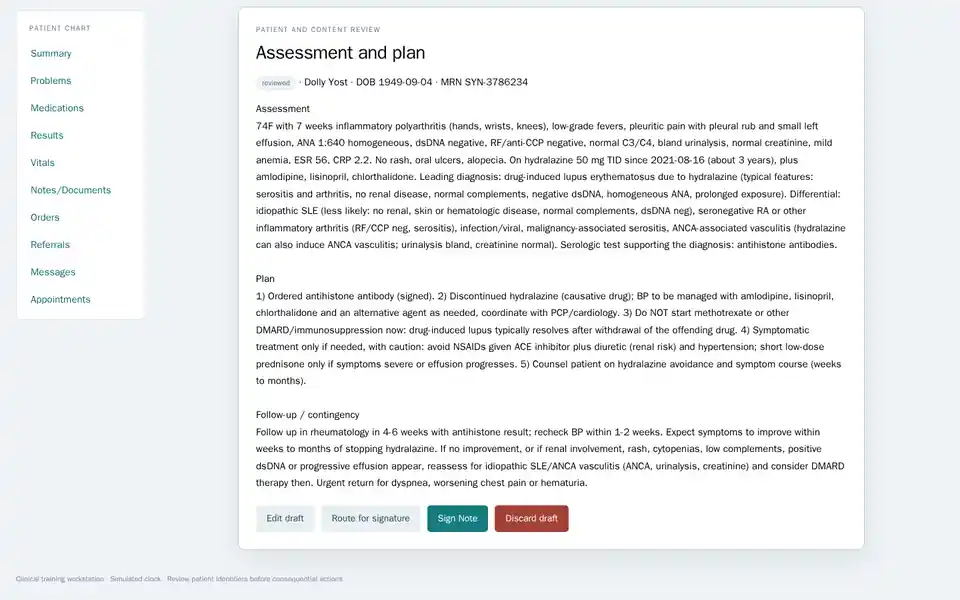 PATIENT CHART
Summary
Problems
Medications
Results
Vitals
Notes/Documents
Orders
Referrals
Messages
Appointments
PATIENT AND CONTENT REVIEW
Assessment and plan
reviewed · Dolly Yost · DOB 1949-09-04 · MRN SYN-3786234
Assessment
74F with 7 weeks inflammatory polyarthritis (hands, wrists, knees), low-grade fevers, pleuritic pain with pleural rub and small left
effusion, ANA 1:640 homogeneous, dsDNA negative, RF/anti-CCP negative, normal C3/C4, bland urinalysis, normal creatinine, mild
anemia, ESR 56, CRP 2.2. No rash, oral ulcers, alopecia. On hydralazine 50 mg TID since 2021-08-16 (about 3 years), plus
amlodipine, lisinopril, chlorthalidone. Leading diagnosis: drug-induced lupus erythematosus due to hydralazine (typical features:
serositis and arthritis, no renal disease, normal complements, negative dsDNA, homogeneous ANA, prolonged exposure). Differential:
idiopathic SLE (less likely: no renal, skin or hematologic disease, normal complements, dsDNA neg), seronegative RA or other
inflammatory arthritis (RF/CCP neg, serositis), infection/viral, malignancy-associated serositis, ANCA-associated vasculitis (hydralazine
can also induce ANCA vasculitis; urinalysis bland, creatinine normal). Serologic test supporting the diagnosis: antihistone antibodies.
Plan
1) Ordered antihistone antibody (signed). 2) Discontinued hydralazine (causative drug); BP to be managed with amlodipine, lisinopril,
chlorthalidone and an alternative agent as needed, coordinate with PCP/cardiology. 3) Do NOT start methotrexate or other
DMARD/immunosuppression now: drug-induced lupus typically resolves after withdrawal of the offending drug. 4) Symptomatic
treatment only if needed, with caution: avoid NSAIDs given ACE inhibitor plus diuretic (renal risk) and hypertension; short low-dose
prednisone only if symptoms severe or effusion progresses. 5) Counsel patient on hydralazine avoidance and symptom course (weeks
to months).
Follow-up / contingency
Follow up in rheumatology in 4-6 weeks with antihistone result; recheck BP within 1-2 weeks. Expect symptoms to improve within
weeks to months of stopping hydralazine. If no improvement, or if renal involvement, rash, cytopenias, low complements, positive
dsDNA or progressive effusion appear, reassess for idiopathic SLE/ANCA vasculitis (ANCA, urinalysis, creatinine) and consider DMARD
therapy then. Urgent return for dyspnea, worsening chest pain or hematuria.
Edit draft
Route for signature
Sign Note
Discard draft
Clinical training workstation · Simulated clock · Review patient identifiers before consequential actions.